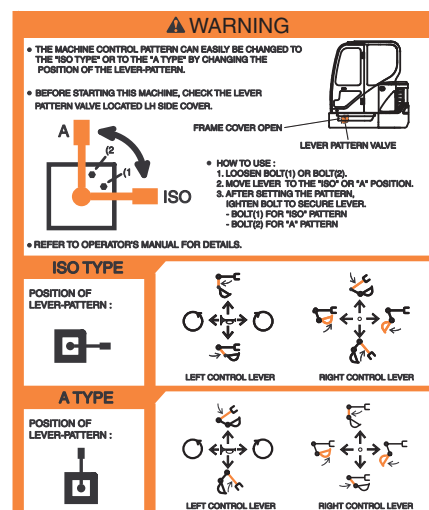 WARNING
● THE MACHINE CONTROL PATTERN CAN EASILY BE CHANGED TO
THE "ISO TYPE" OR TO THE "A TYPE" BY CHANGING THE
POSITION OF THE LEVER-PATTERN.
● BEFORE STARTING THIS MACHINE, CHECK THE LEVER
PATTERN VALVE LOCATED LH SIDE COVER.
FRAME COVER OPEN
LEVER PATTERN VALVE
A
(2
(1
ISO
● HOW TO USE :
1. LOOSEN BOLT(1) OR BOLT(2).
2. MOVE LEVER TO THE "ISO" OR "A" POSITION.
3. AFTER SETTING THE PATTERN,
IGHTEN BOLT TO SECURE LEVER.
- BOLT(1) FOR "ISO" PATTERN
- BOLT(2) FOR "A" PATTERN
● REFER TO OPERATOR'S MANUAL FOR DETAILS.
ISO TYPE
POSITION OF
LEVER-PATTERN :
LEFT CONTROL LEVER
RIGHT CONTROL LEVER
A TYPE
POSITION OF
LEVER-PATTERN :
LEFT CONTROL LEVER
RIGHT CONTROL LEVER